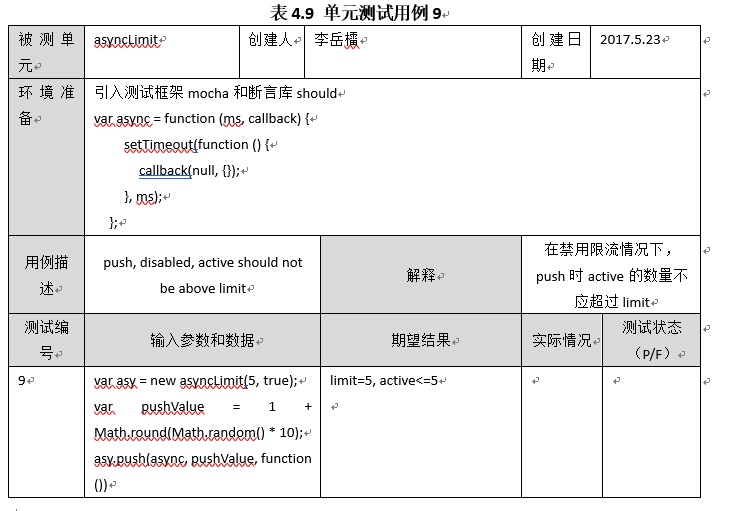 表 4.9 单元测试用例 9
被测单元 asyncLimit 创建人 李岳檑 创建日期 2017.5.23
环境准备
引入测试框架 mocha 和断言库 should
var async = function (ms, callback) {
setTimeout(function () {
callback(null, {});
}, ms);
};
用例描述
push, disabled, active should not
be above limit
解释
在禁用限流情况下，
push 时 active 的数量不
应超过 limit
测试编号 输入参数和数据 期望结果 实际情况 测试状态
（P/F）
9
var asy = new asyncLimit(5, true);
var pushValue = 1 +
Math.round(Math.random() * 10);
asy.push(async, pushValue, function
())
limit=5, active<=5